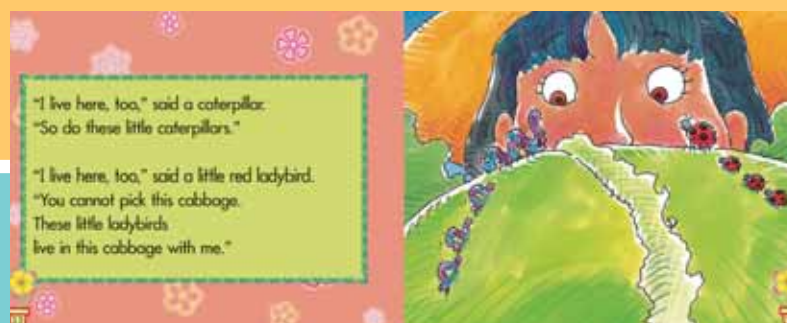 “I live here, too,” said a caterpillar.
“So do these little caterpillars.”
“I live here, too,” said a little red ladybird.
“You cannot pick this cabbage.
These little ladybirds
live in this cabbage with me.”